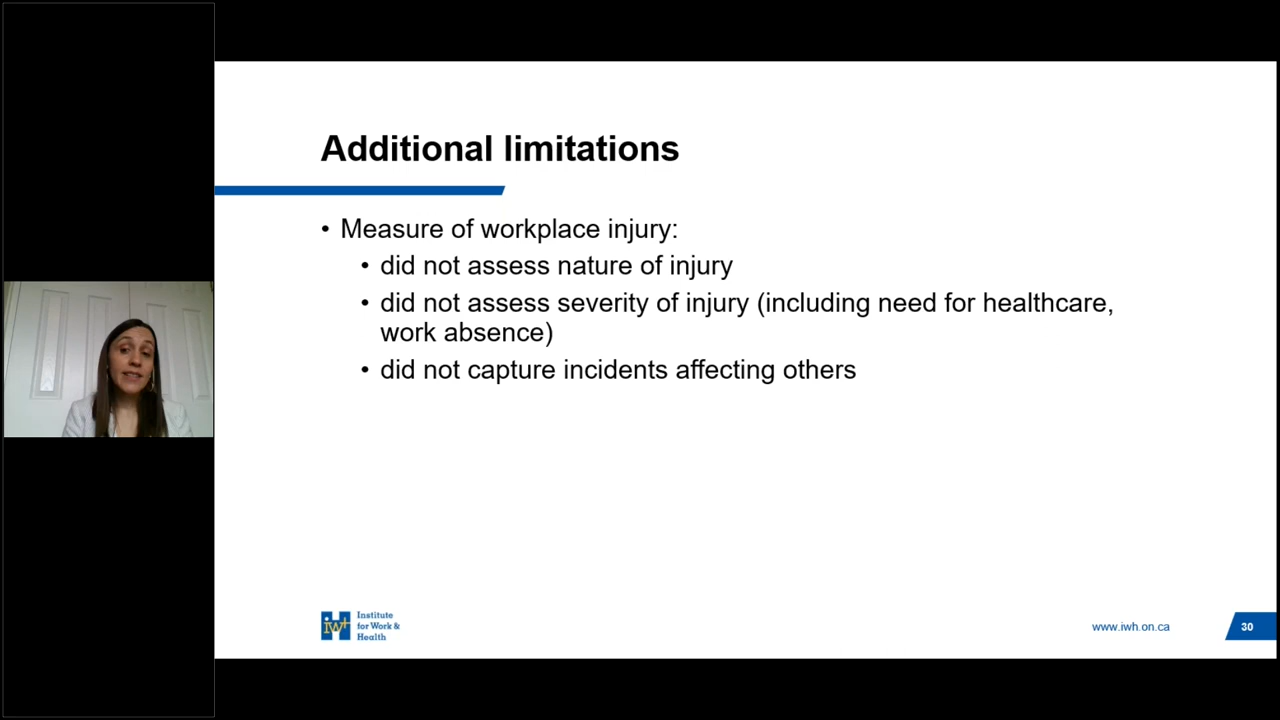 Additional limitations
• Measure of workplace injury:
• did not assess nature of injury
• did not assess severity of injury (including need for healthcare,
work absence)
• did not capture incidents affecting others
iwh
Institute
for Work &
Health
www.iwh.on.ca
30